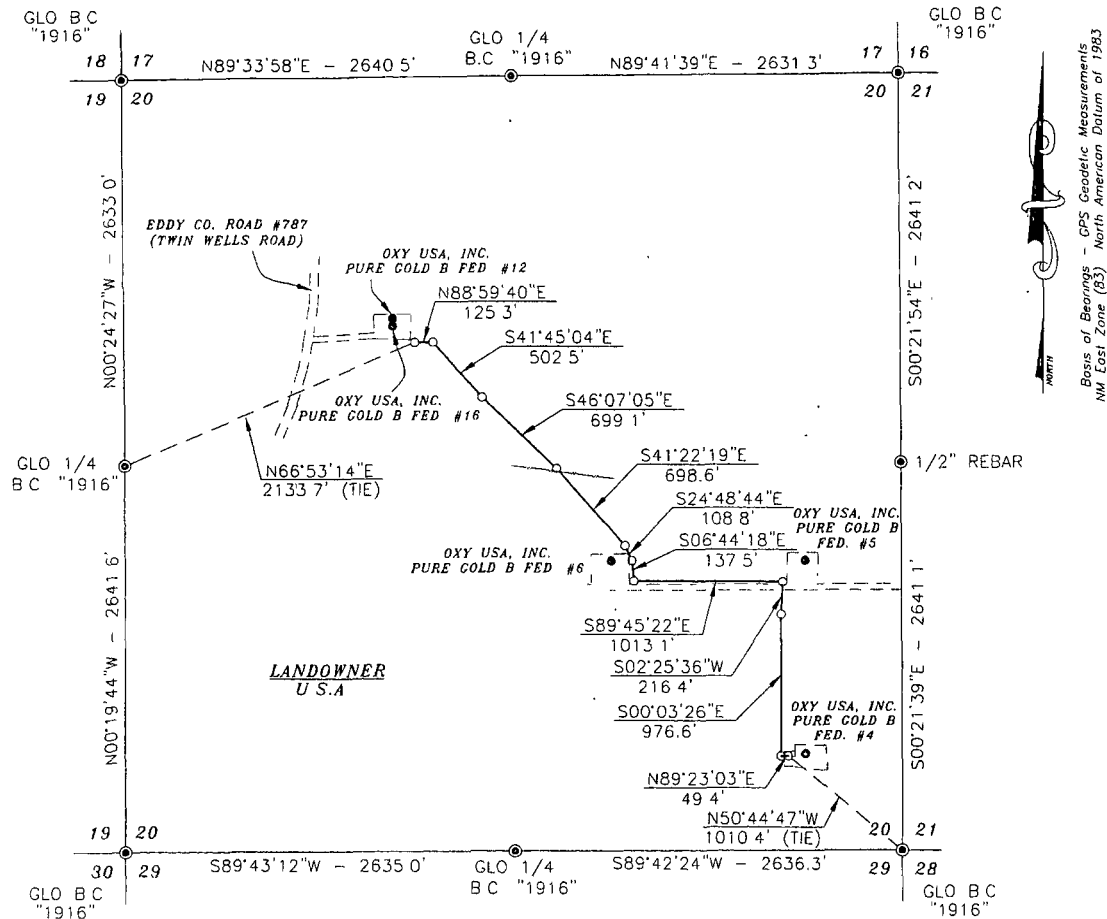 GLO B C
"1916"
GLO 1/4
B.C "1916"
GLO B C
"1916"
18 17
N89°33'58"E - 2640 5'
N89°41'39"E - 2631 3'
17 16
19 20
20 21
N00°24'27"W - 2633 0'
S00°21'54"E - 2641 2'
Basis of Bearings - GPS Geodetic Measurements
NM East Zone (83) North American Datum of 1983
NORTH
EDDY CO. ROAD #787
(TWIN WELLS ROAD)
OXY USA, INC.
PURE GOLD B FED #12
N88°59'40"E
125 3'
S41°45'04"E
502 5'
OXY USA, INC.
PURE GOLD B FED #16
S46°07'05"E
699 1'
GLO 1/4
B C "1916"
N66°53'14"E
2133 7' (TIE)
S41°22'19"E
698.6'
1/2" REBAR
S24°48'44"E
108 8'
OXY USA, INC.
PURE GOLD B
FED. #5
S06°44'18"E
137 5'
OXY USA, INC.
PURE GOLD B FED #6
N00°19'44"W - 2641 6'
S00°21'39"E - 2641 1'
S89°45'22"E
1013 1'
S02°25'36"W
216 4'
LANDOWNER
U S.A
S00°03'26"E
976.6'
OXY USA, INC.
PURE GOLD B
FED. #4
N89°23'03"E
49 4'
N50°44'47"W
1010 4' (TIE)
19 20
20 21
30 29
S89°43'12"W - 2635 0'
GLO 1/4
B C "1916"
S89°42'24"W - 2636.3'
29 28
GLO B C
"1916"
GLO B C
"1916"